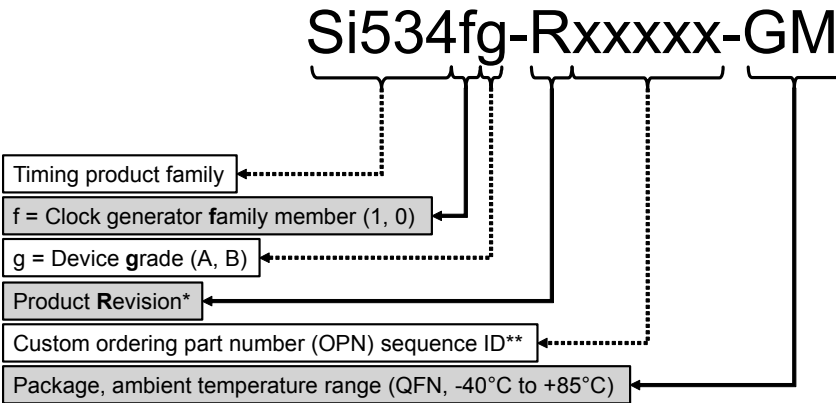 Si534fg-Rxxxxx-GM
Timing product family
f = Clock generator family member (1, 0)
g = Device grade (A, B)
Product Revision*
Custom ordering part number (OPN) sequence ID**
Package, ambient temperature range (QFN, -40°C to +85°C)